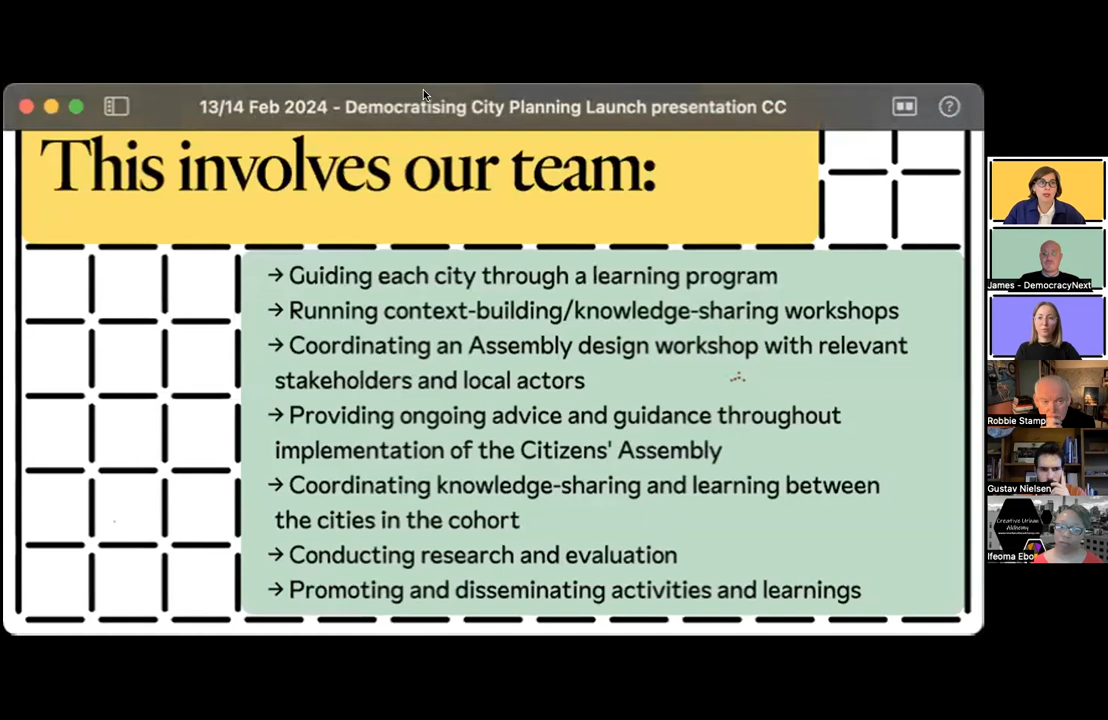 13/14 Feb 2024 - Democratising City Planning Launch presentation CC
This involves our team:
→ Guiding each city through a learning program
→ Running context-building/knowledge-sharing workshops
→ Coordinating an Assembly design workshop with relevant
stakeholders and local actors
→ Providing ongoing advice and guidance throughout
implementation of the Citizens' Assembly
→ Coordinating knowledge-sharing and learning between
the cities in the cohort
→ Conducting research and evaluation
→ Promoting and disseminating activities and learnings
James - DemocracyNext
Robbie Stamp
Gustav Nielsen
Creative Urban
Alchemy
Ifeoma Ebo